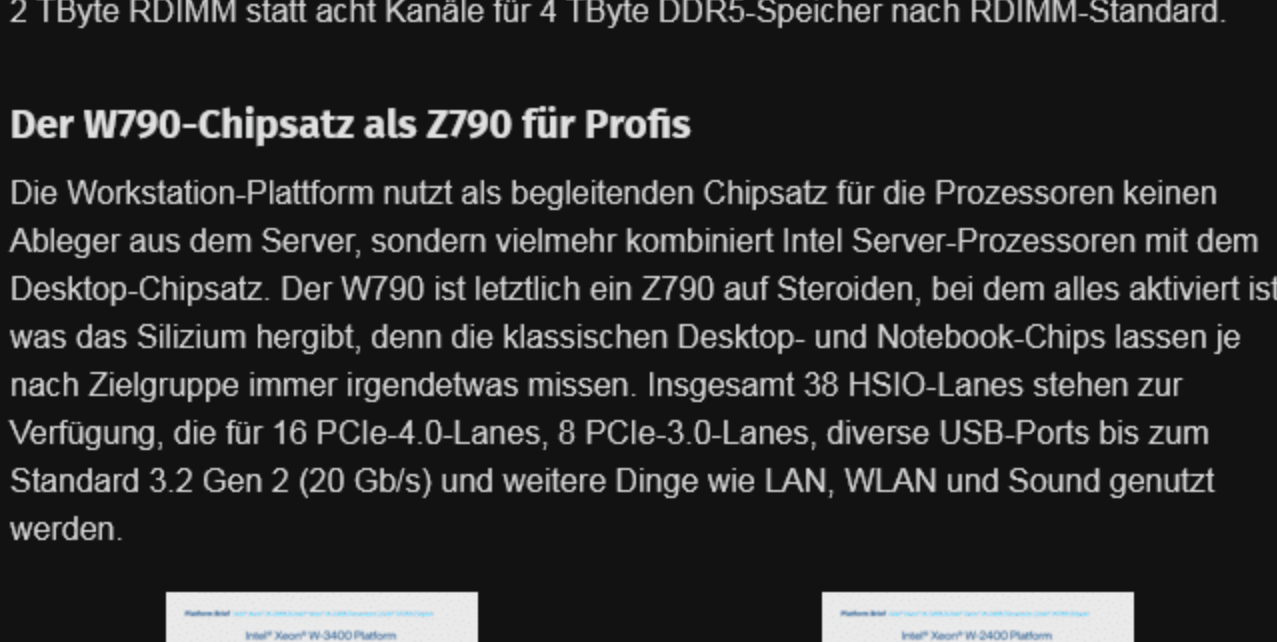 2 TByte RDIMM statt acht Kanäle für 4 TByte DDR5-Speicher nach RDIMM-Standard.
Der W790-Chipsatz als Z790 für Profis
Die Workstation-Plattform nutzt als begleitenden Chipsatz für die Prozessoren keinen
Ableger aus dem Server, sondern vielmehr kombiniert Intel Server-Prozessoren mit dem
Desktop-Chipsatz. Der W790 ist letztlich ein Z790 auf Steroiden, bei dem alles aktiviert ist
was das Silizium hergibt, denn die klassischen Desktop- und Notebook-Chips lassen je
nach Zielgruppe immer irgendetwas missen. Insgesamt 38 HSIO-Lanes stehen zur
Verfügung, die für 16 PCIe-4.0-Lanes, 8 PCIe-3.0-Lanes, diverse USB-Ports bis zum
Standard 3.2 Gen 2 (20 Gb/s) und weitere Dinge wie LAN, WLAN und Sound genutzt
werden.
Platform Brief
Intel® Xeon® W-3400 Platform
Platform Brief
Intel® Xeon® W-2400 Platform